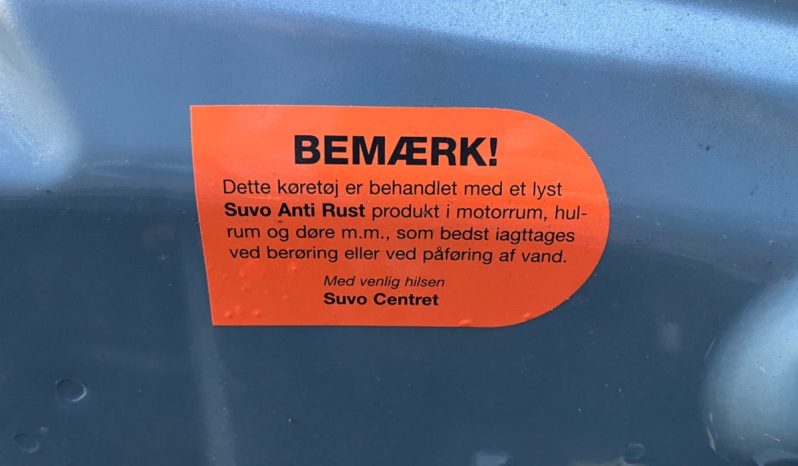 BEMÆRK!
Dette køretøj er behandlet med et lyst
Suvo Anti Rust produkt i motorrum, hul-
rum og døre m.m., som bedst iagttages
ved berøring eller ved påføring af vand.
Med venlig hilsen
Suvo Centret